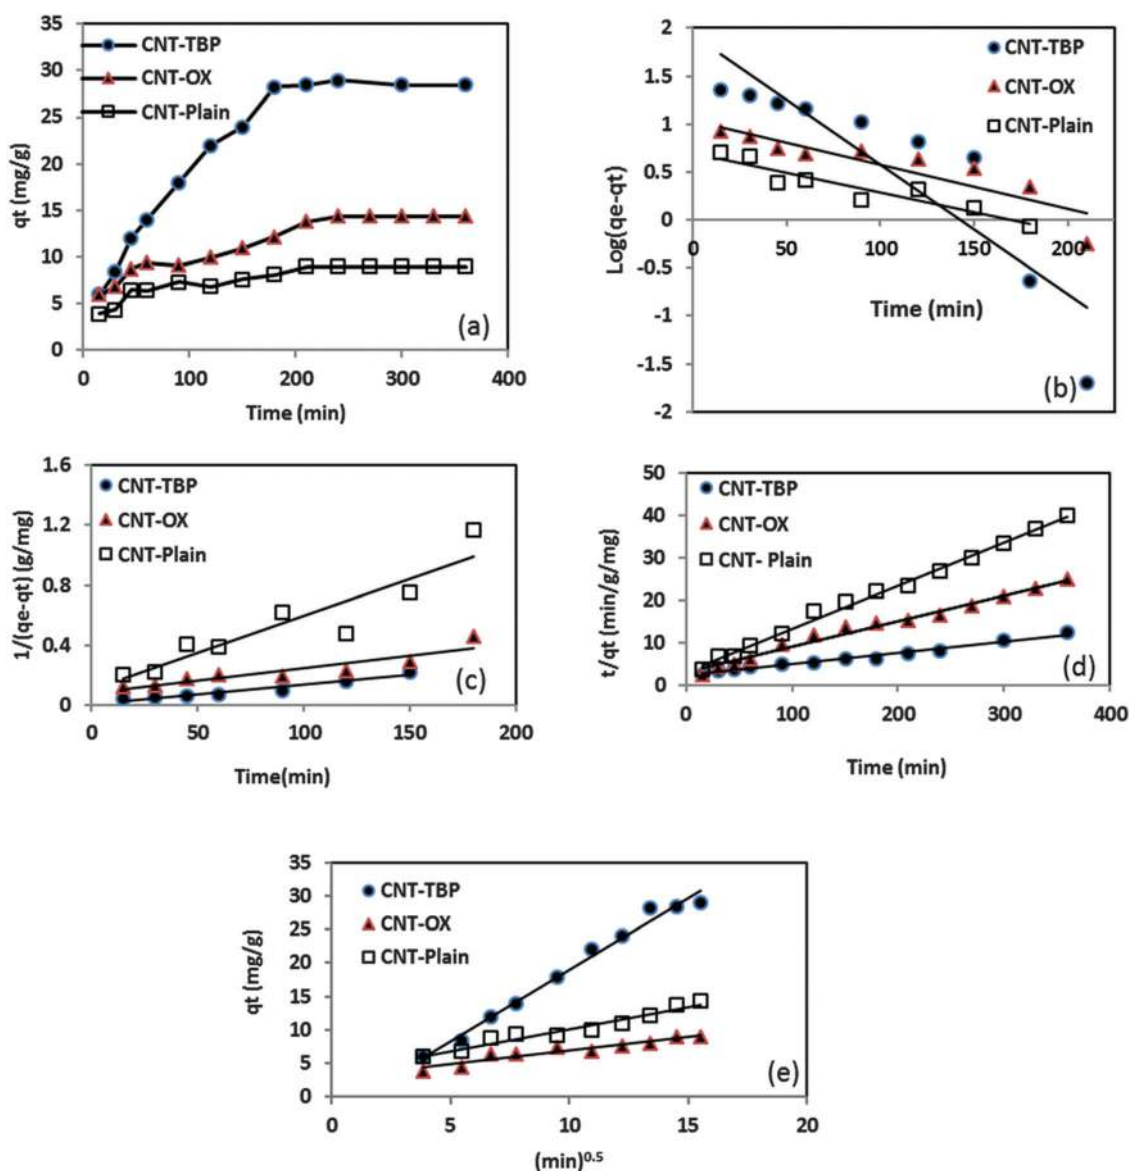 35
30
25
20
15
10
5
0
qt (mg/g)
CNT-TBP
CNT-OX
CNT-Plain
(a)
0 100 200 300 400
Time (min)
2
1.5
1
0.5
0
-0.5
-1
-1.5
-2
Log(qe-qt)
CNT-TBP
CNT-OX
CNT-Plain
0 50 100 150 200
Time (min)
(b)
1.6
1.2
0.8
0.4
0
1/(qe-qt) (g/mg)
CNT-TBP
CNT-OX
CNT-Plain
(c)
0 50 100 150 200
Time(min)
50
40
30
20
10
0
t/qt (min/g/mg)
CNT-TBP
CNT-OX
CNT- Plain
(d)
0 100 200 300 400
Time (min)
35
30
25
20
15
10
5
0
qt (mg/g)
CNT-TBP
CNT-OX
CNT-Plain
(e)
0 5 10 15 20
(min)^0.5